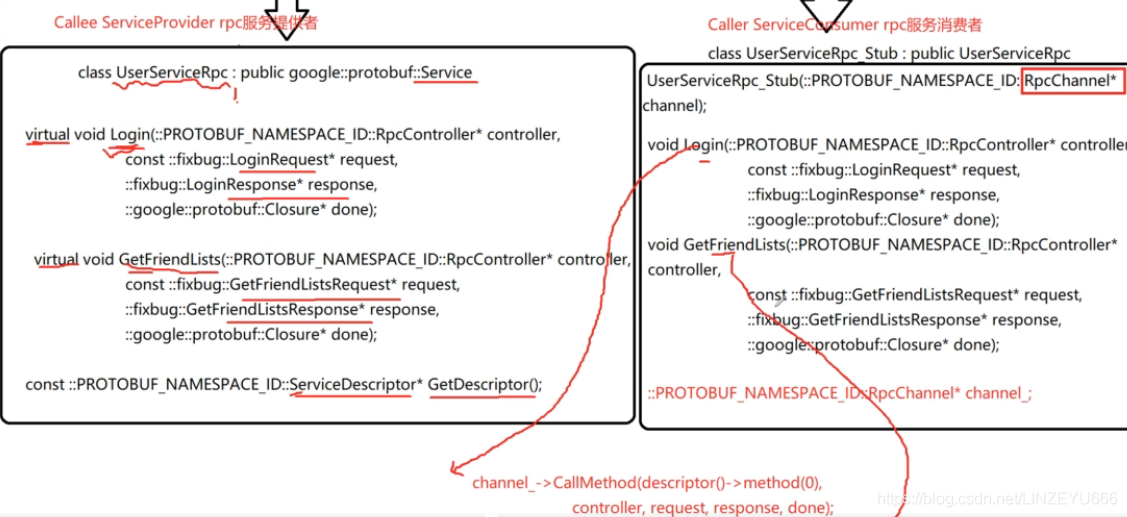 Callee ServiceProvider rpc服务提供者
class UserServiceRpc : public google::protobuf::Service
virtual void Login(::PROTOBUF_NAMESPACE_ID::RpcController* controller,
const ::fixbug::LoginRequest* request,
::fixbug::LoginResponse* response,
::google::protobuf::Closure* done);
virtual void GetFriendLists(::PROTOBUF_NAMESPACE_ID::RpcController* controller,
const ::fixbug::GetFriendListsRequest* request,
::fixbug::GetFriendListsResponse* response,
::google::protobuf::Closure* done);
const ::PROTOBUF_NAMESPACE_ID::ServiceDescriptor* GetDescriptor();
Caller ServiceConsumer rpc服务消费者
class UserServiceRpc_Stub : public UserServiceRpc
UserServiceRpc_Stub(::PROTOBUF_NAMESPACE_ID::RpcChannel*
channel);
void Login(::PROTOBUF_NAMESPACE_ID::RpcController* controller
const ::fixbug::LoginRequest* request,
::fixbug::LoginResponse* response,
::google::protobuf::Closure* done);
void GetFriendLists(::PROTOBUF_NAMESPACE_ID::RpcController*
controller,
const ::fixbug::GetFriendListsRequest* request,
::fixbug::GetFriendListsResponse* response,
::google::protobuf::Closure* done);
::PROTOBUF_NAMESPACE_ID::RpcChannel* channel_;
channel_->CallMethod(descriptor()->method(0),
controller, request, response, done);
https://blog.csdn.net/LINZEYU666